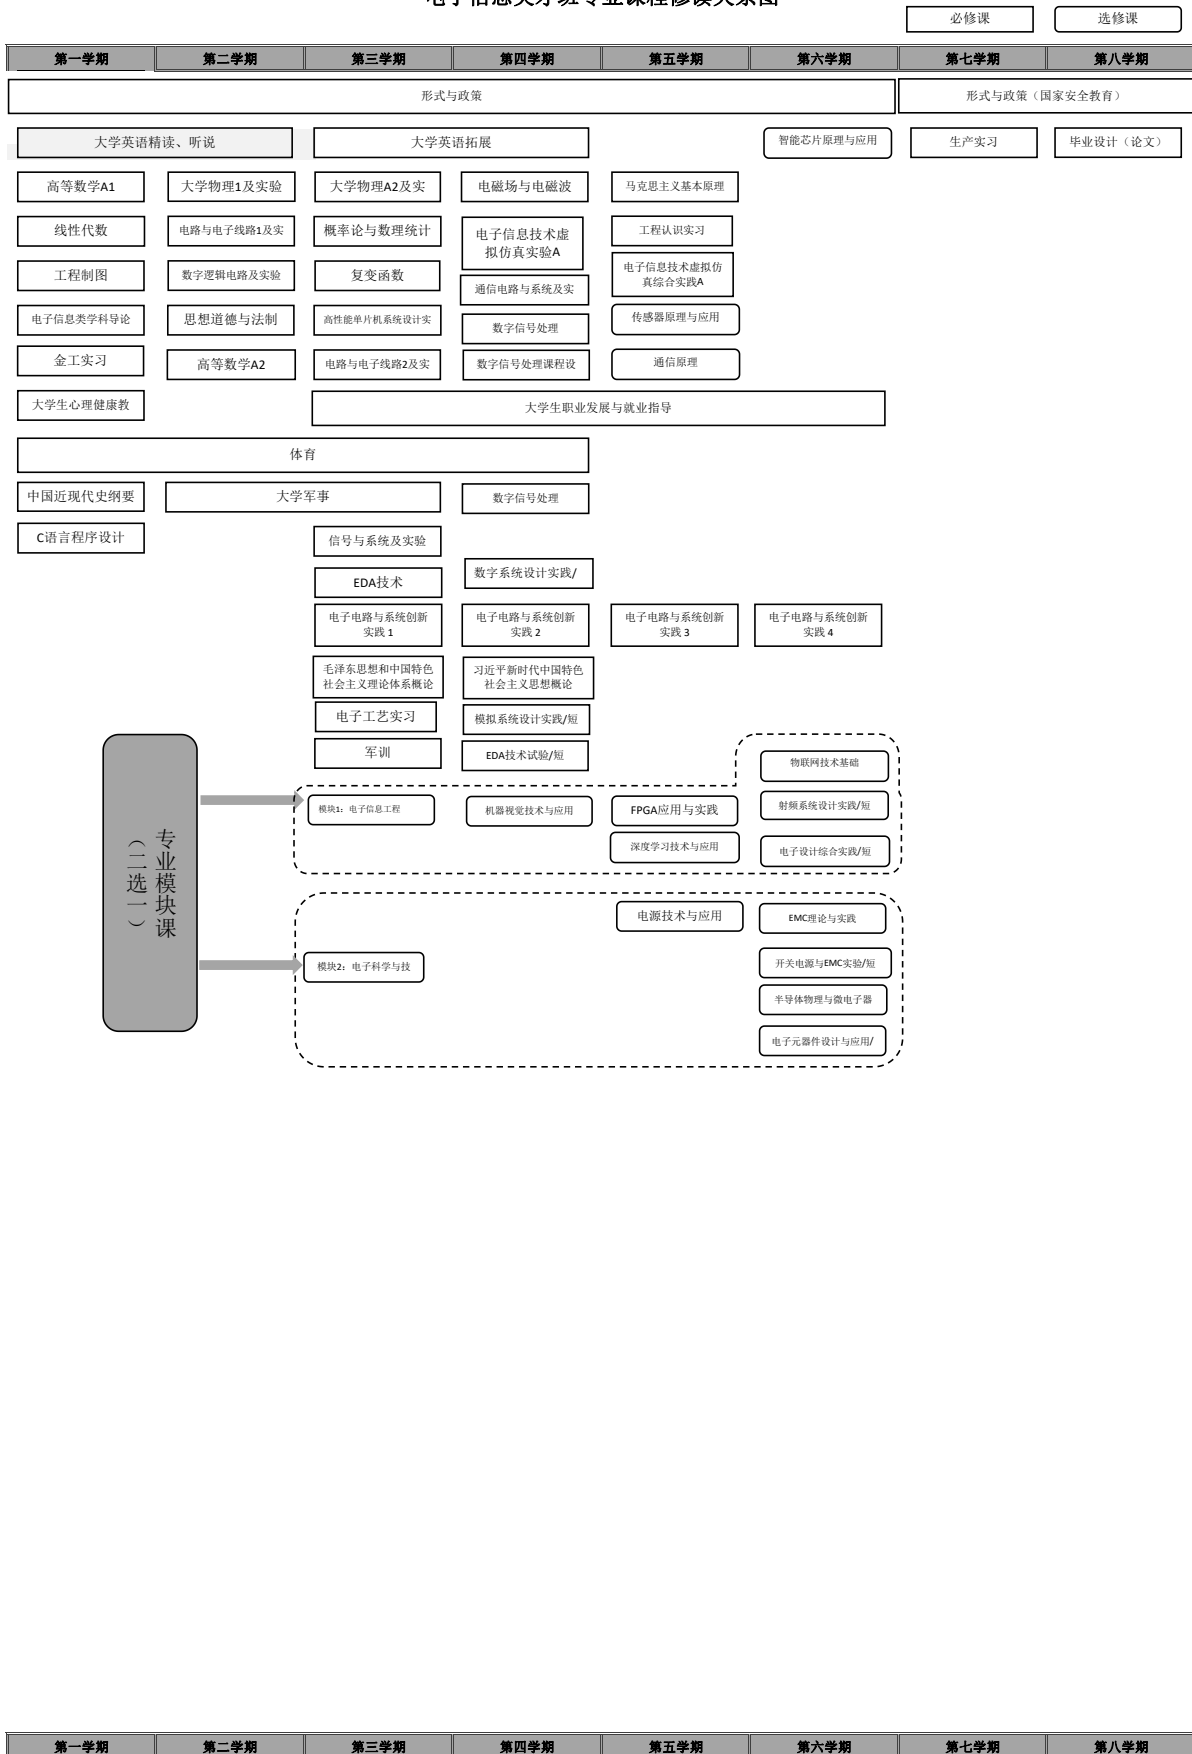 必修课
选修课
第一学期
第二学期
第三学期
第四学期
第五学期
第六学期
第七学期
第八学期
形式与政策
形式与政策（国家安全教育）
大学英语精读、听说
大学英语拓展
智能芯片原理与应用
生产实习
毕业设计（论文）
高等数学A1
大学物理1及实验
大学物理A2及实
电磁场与电磁波
马克思主义基本原理
线性代数
电路与电子线路1及实
概率论与数理统计
电子信息技术虚
拟仿真实验A
工程认识实习
工程制图
数字逻辑电路及实验
复变函数
通信电路与系统及实
电子信息技术虚拟仿
真综合实践A
电子信息类学科导论
思想道德与法制
高性能单片机系统设计实
数字信号处理
传感器原理与应用
金工实习
高等数学A2
电路与电子线路2及实
数字信号处理课程设
通信原理
大学生心理健康教
大学生职业发展与就业指导
体育
中国近现代史纲要
大学军事
数字信号处理
C语言程序设计
信号与系统及实验
EDA技术
数字系统设计实践/
电子电路与系统创新
实践 1
电子电路与系统创新
实践 2
电子电路与系统创新
实践 3
电子电路与系统创新
实践 4
毛泽东思想和中国特色
社会主义理论体系概论
习近平新时代中国特色
社会主义思想概论
电子工艺实习
模拟系统设计实践/短
军训
EDA技术试验/短
物联网技术基础
专业模块课
（二选一）
模块1：电子信息工程
机器视觉技术与应用
FPGA应用与实践
射频系统设计实践/短
深度学习技术与应用
电子设计综合实践/短
电源技术与应用
EMC理论与实践
模块2：电子科学与技
开关电源与EMC实验/短
半导体物理与微电子器
电子元器件设计与应用/
第一学期
第二学期
第三学期
第四学期
第五学期
第六学期
第七学期
第八学期